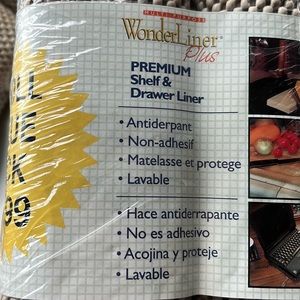 MULTI-PURPOSE
WonderLiner®
Plus
PREMIUM
Shelf &
Drawer Liner
• Antiderpant
• Non-adhesif
• Matelasse et protege
• Lavable
• Hace antiderrapante
• No es adhesivo
• Acojina y proteje
• Lavable
99